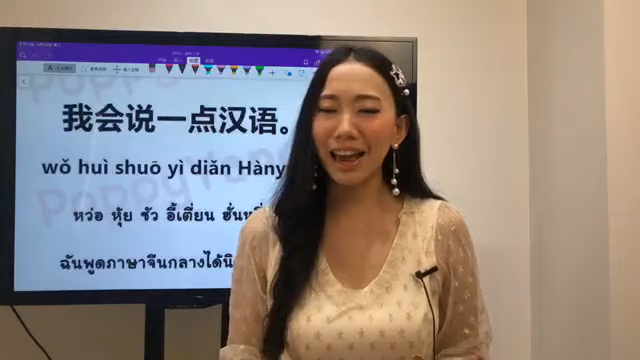 我会说一点汉语。
wǒ huì shuō yì diǎn Hàny
หว่อ หุ้ย ซัว อี้เตี่ยน ฮั่น
ฉันพูดภาษาจีนกลางได้นิ